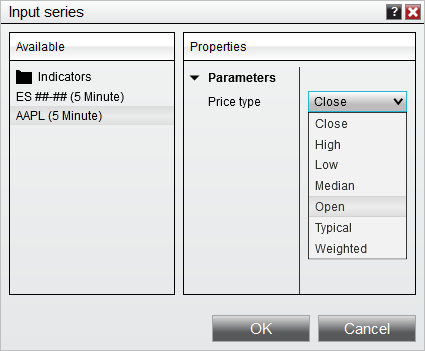 Input series
?
Available
Properties
Indicators
ES ##-## (5 Minute)
AAPL (5 Minute)
Parameters
Price type
Close
Close
High
Low
Median
Open
Typical
Weighted
OK
Cancel